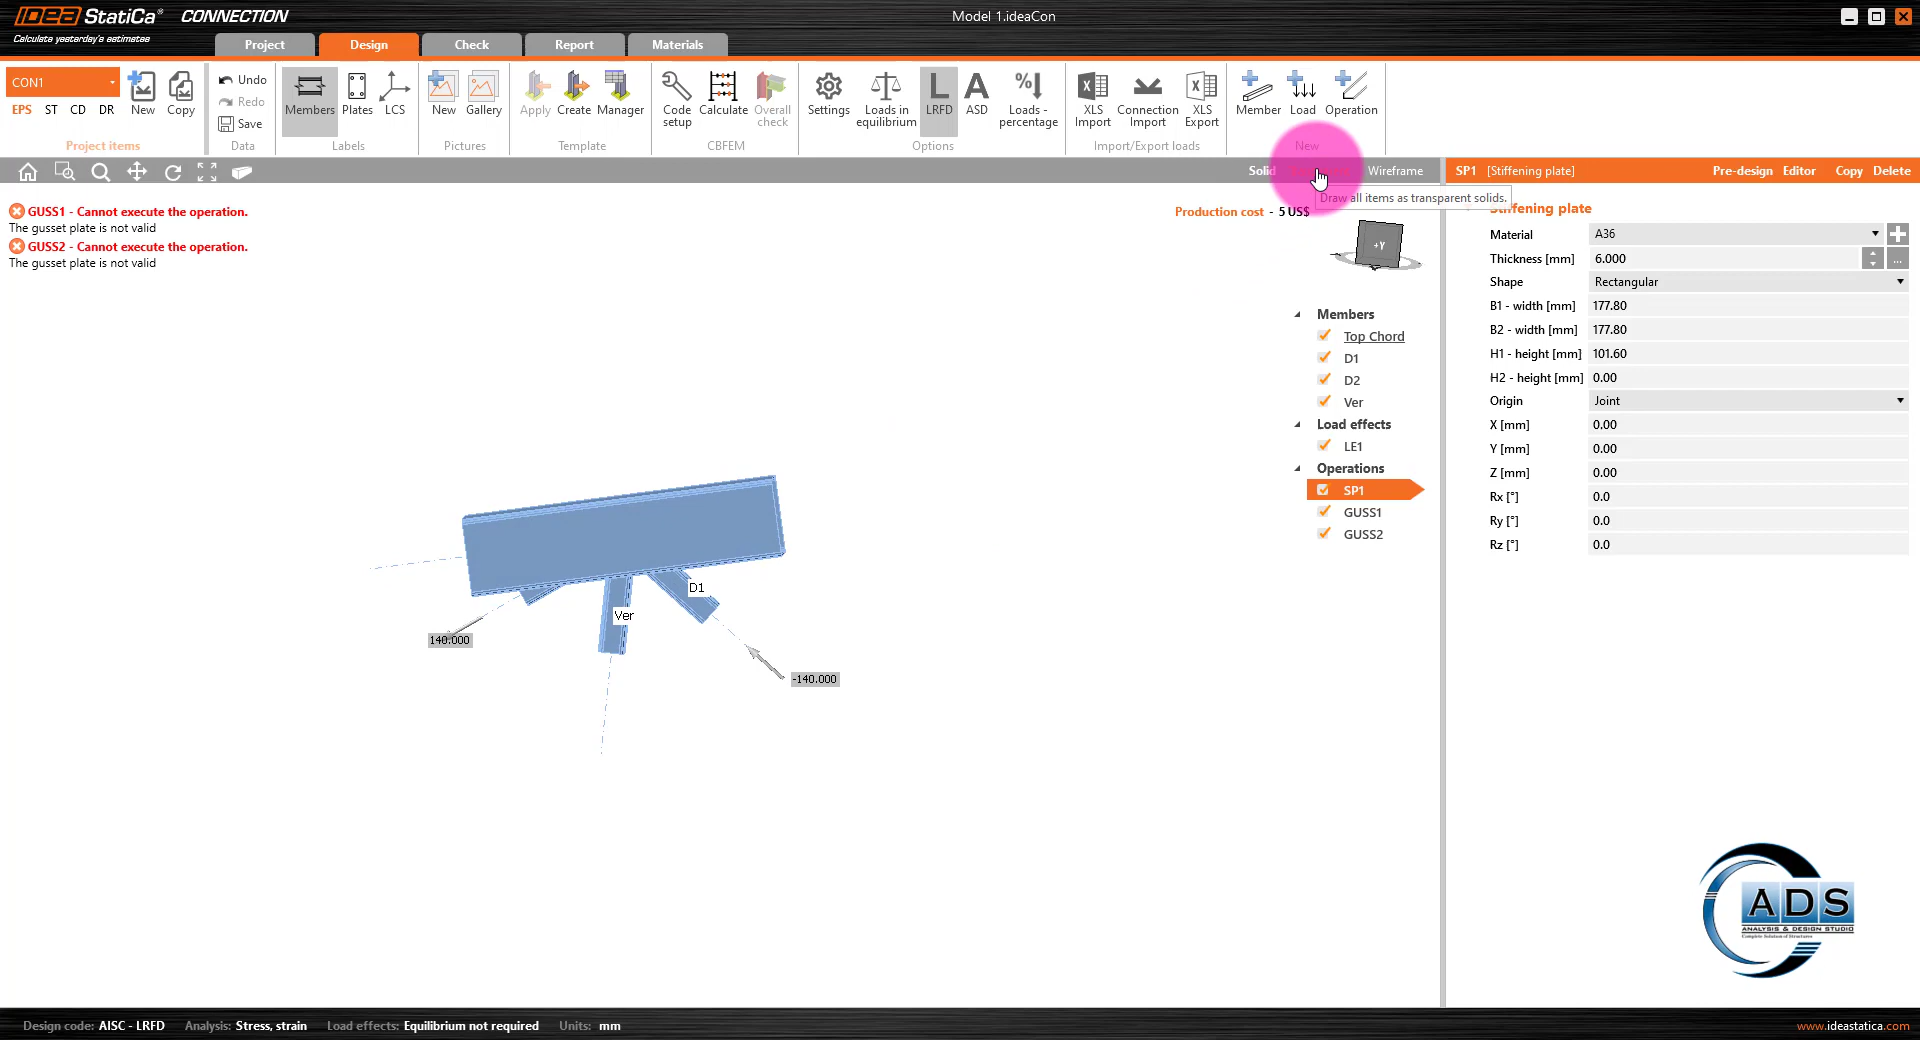 IDEA StatiCa® CONNECTION
Calculate yesterday's estimates
Model 1.ideaCon
Project Design Check Report Materials
CON1
EPS ST CD DR
New Copy
Project items
Undo
Redo
Save
Data
Members Plates LCS
Labels
New Gallery
Pictures
Apply Create Manager
Template
Code setup Calculate Overall check
CBFEM
Settings Loads in equilibrium LRFD ASD Loads - percentage
Options
XLS Import Connection Import XLS Export
Import/Export loads
Member Load Operation
New
Solid Wireframe
SP1 [Stiffening plate] Pre-design Editor Copy Delete
Draw all items as transparent solids.
GUSS1 - Cannot execute the operation.
The gusset plate is not valid
GUSS2 - Cannot execute the operation.
The gusset plate is not valid
Production cost - 5 US$
+Y
Members
Top Chord
D1
D2
Ver
Load effects
LE1
Operations
SP1
GUSS1
GUSS2
D1
Ver
140.000
-140.000
Stiffening plate
Material A36
Thickness [mm] 6.000 ...
Shape Rectangular
B1 - width [mm] 177.80
B2 - width [mm] 177.80
H1 - height [mm] 101.60
H2 - height [mm] 0.00
Origin Joint
X [mm] 0.00
Y [mm] 0.00
Z [mm] 0.00
Rx [°] 0.0
Ry [°] 0.0
Rz [°] 0.0
ADS
ANALYSIS & DESIGN STUDIO
Complete Solution of Structures
Design code: AISC - LRFD Analysis: Stress, strain Load effects: Equilibrium not required Units: mm
www.ideastatica.com